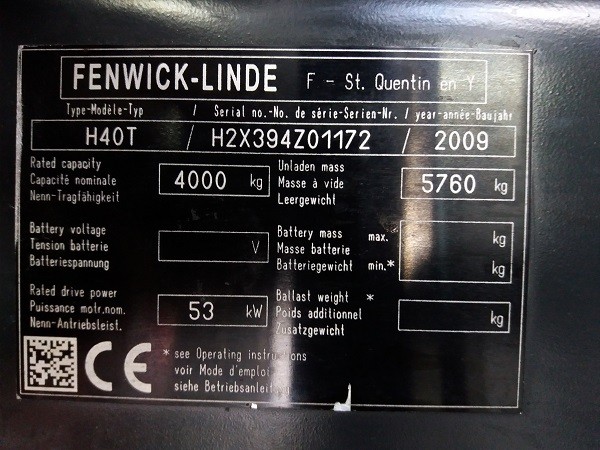 FENWICK-LINDE F - St. Quentin en Y
Type-Modèle-Typ / Serial no.-No. de série-Serien-Nr. / year-année-Baujahr
H40T / H2X394Z01172 / 2009
Rated capacity
Capacité nominale
Nenn-Tragfähigkeit
4000 kg
Unladen mass
Masse à vide
Leergewicht
5760 kg
Battery voltage
Tension batterie
Batteriespannung
V
Battery mass max. kg
Masse batterie
Batteriegewicht min.* kg
Rated drive power
Puissance motr.nom.
Nenn-Antriebsleist.
53 kW
Ballast weight *
Poids additionnel
Zusatzgewicht
kg
CE
* see Operating instructions
voir Mode d'emploi
siehe Betriebsanleit